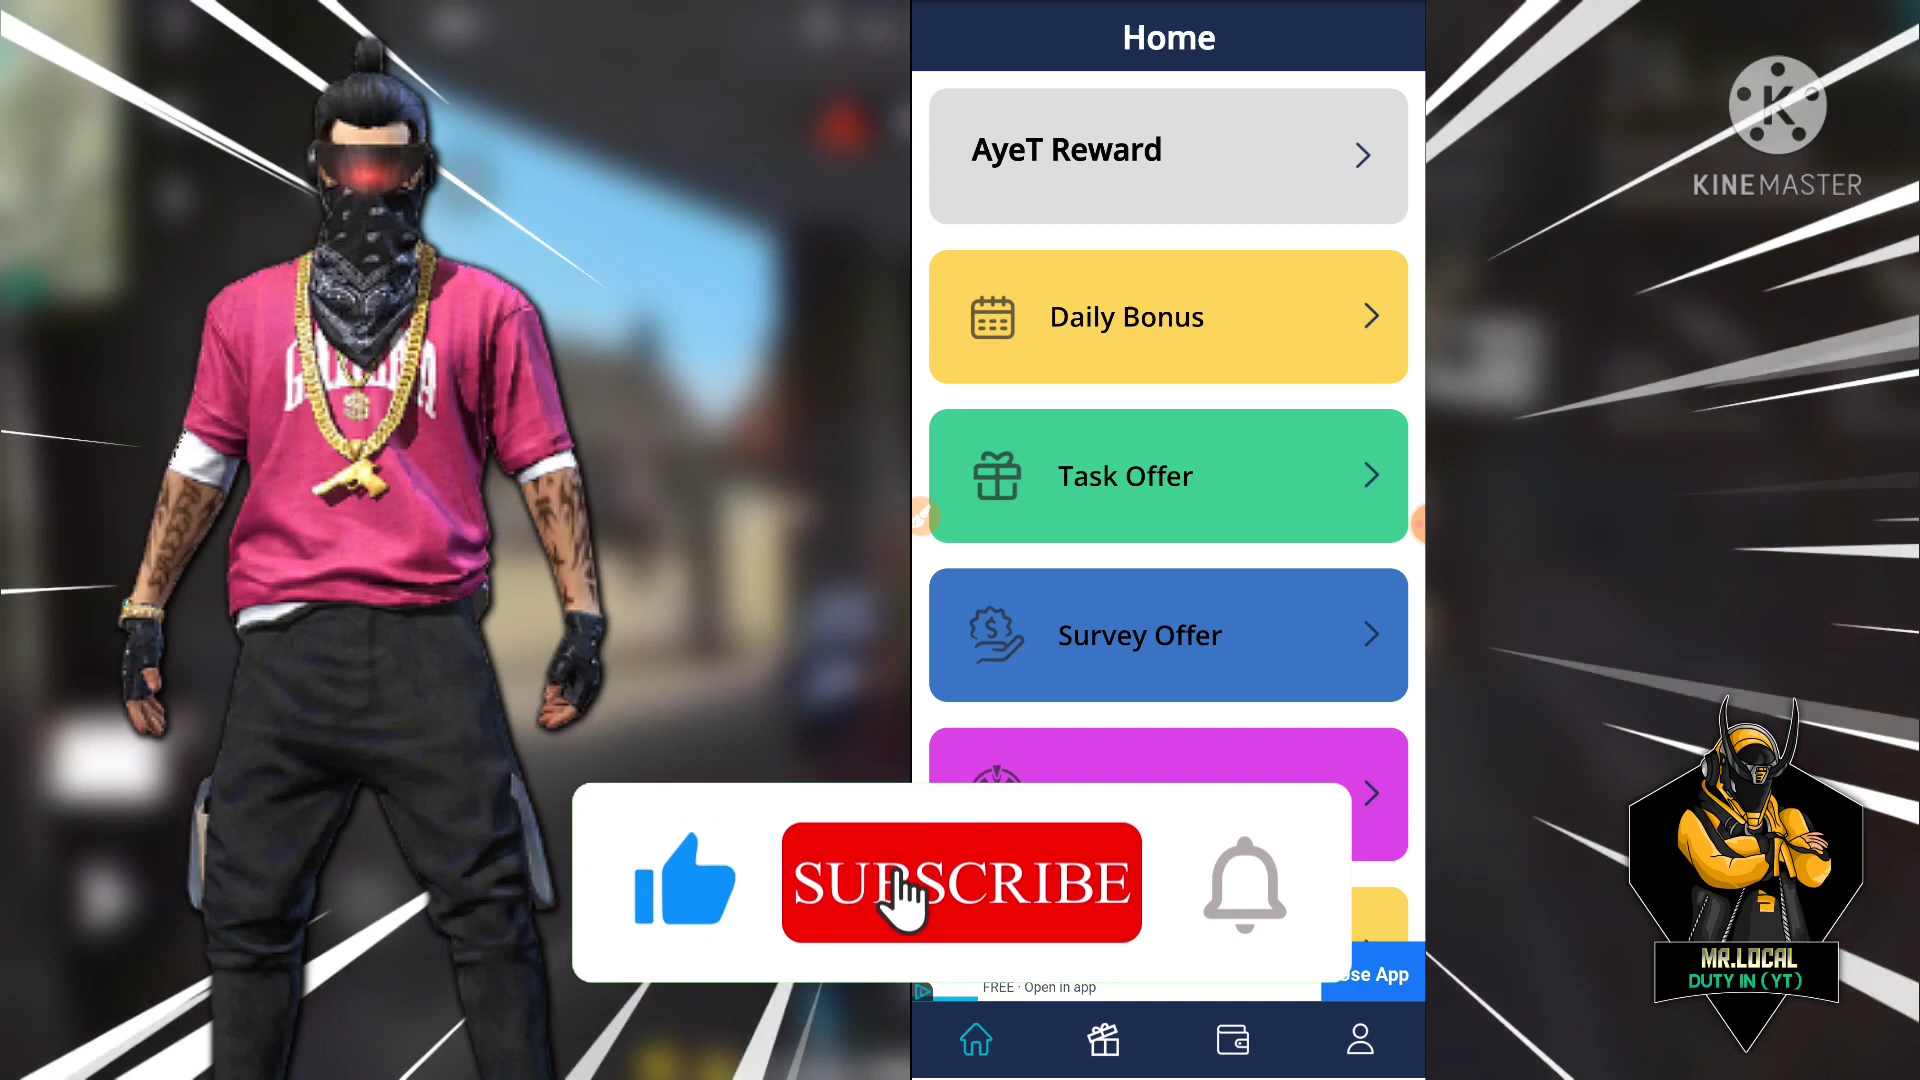 Home
AyeT Reward
Daily Bonus
Task Offer
Survey Offer
SUBSCRIBE
FREE · Open in app
App
KINEMASTER
MR.LOCAL
DUTY IN (YT)